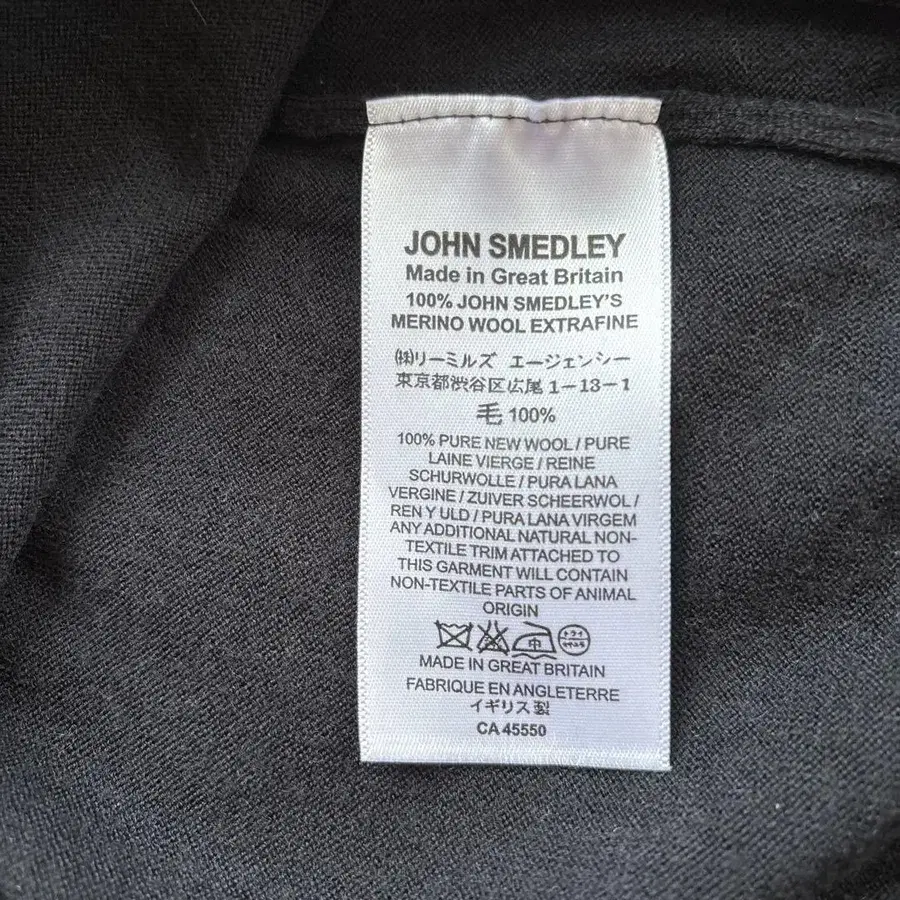 JOHN SMEDLEY
Made in Great Britain
100% JOHN SMEDLEY'S
MERINO WOOL EXTRAFINE
㈱リーミルズ エージェンシー
東京都渋谷区広尾1-13-1
毛 100%
100% PURE NEW WOOL / PURE
LAINE VIERGE / REINE
SCHURWOLLE / PURA LANA
VERGINE / ZUIVER SCHEERWOL /
REN Y ULD / PURA LANA VIRGEM
ANY ADDITIONAL NATURAL NON-
TEXTILE TRIM ATTACHED TO
THIS GARMENT WILL CONTAIN
NON-TEXTILE PARTS OF ANIMAL
ORIGIN
中 ドライ
MADE IN GREAT BRITAIN
FABRIQUE EN ANGLETERRE
イギリス製
CA 45550